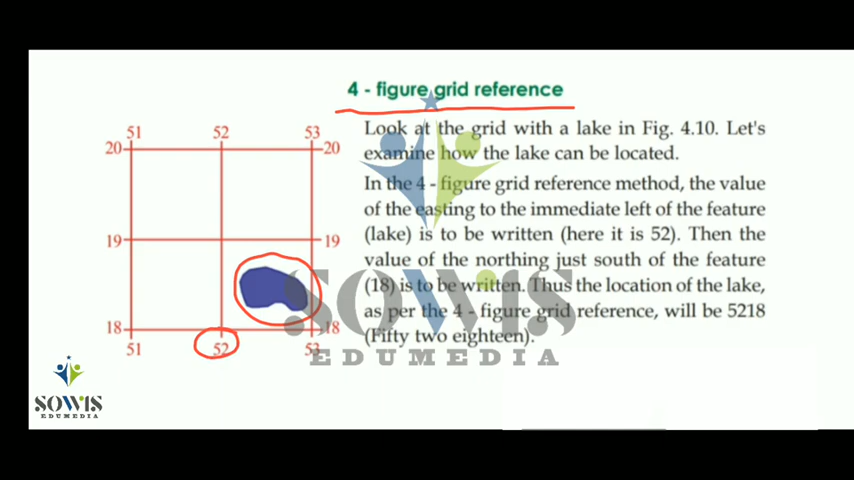 4 - figure grid reference
Look at the grid with a lake in Fig. 4.10. Let's
examine how the lake can be located.
In the 4 - figure grid reference method, the value
of the easting to the immediate left of the feature
(lake) is to be written (here it is 52). Then the
value of the northing just south of the feature
(18) is to be written. Thus the location of the lake,
as per the 4 - figure grid reference, will be 5218
(Fifty two eighteen).
51 52 53
20 20
19 19
18 18
51 52 53
SOWIS
EDUMEDIA
SOWIS
EDUMEDIA